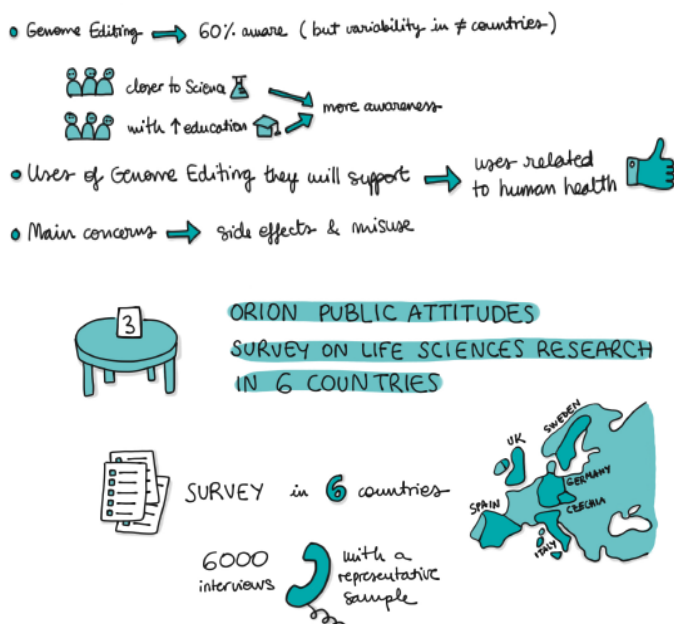 Genome Editing → 60% aware (but variability in ≠ countries)
closer to Science
with ↑ education
more awareness
Uses of Genome Editing they will support → uses related
to human health
Main concerns → side effects & misuse
3
ORION PUBLIC ATTITUDES
SURVEY ON LIFE SCIENCES RESEARCH
IN 6 COUNTRIES
SURVEY in 6 countries
6000
interviews
with a
representative
sample
SWEDEN
UK
GERMANY
CZECHIA
SPAIN
ITALY